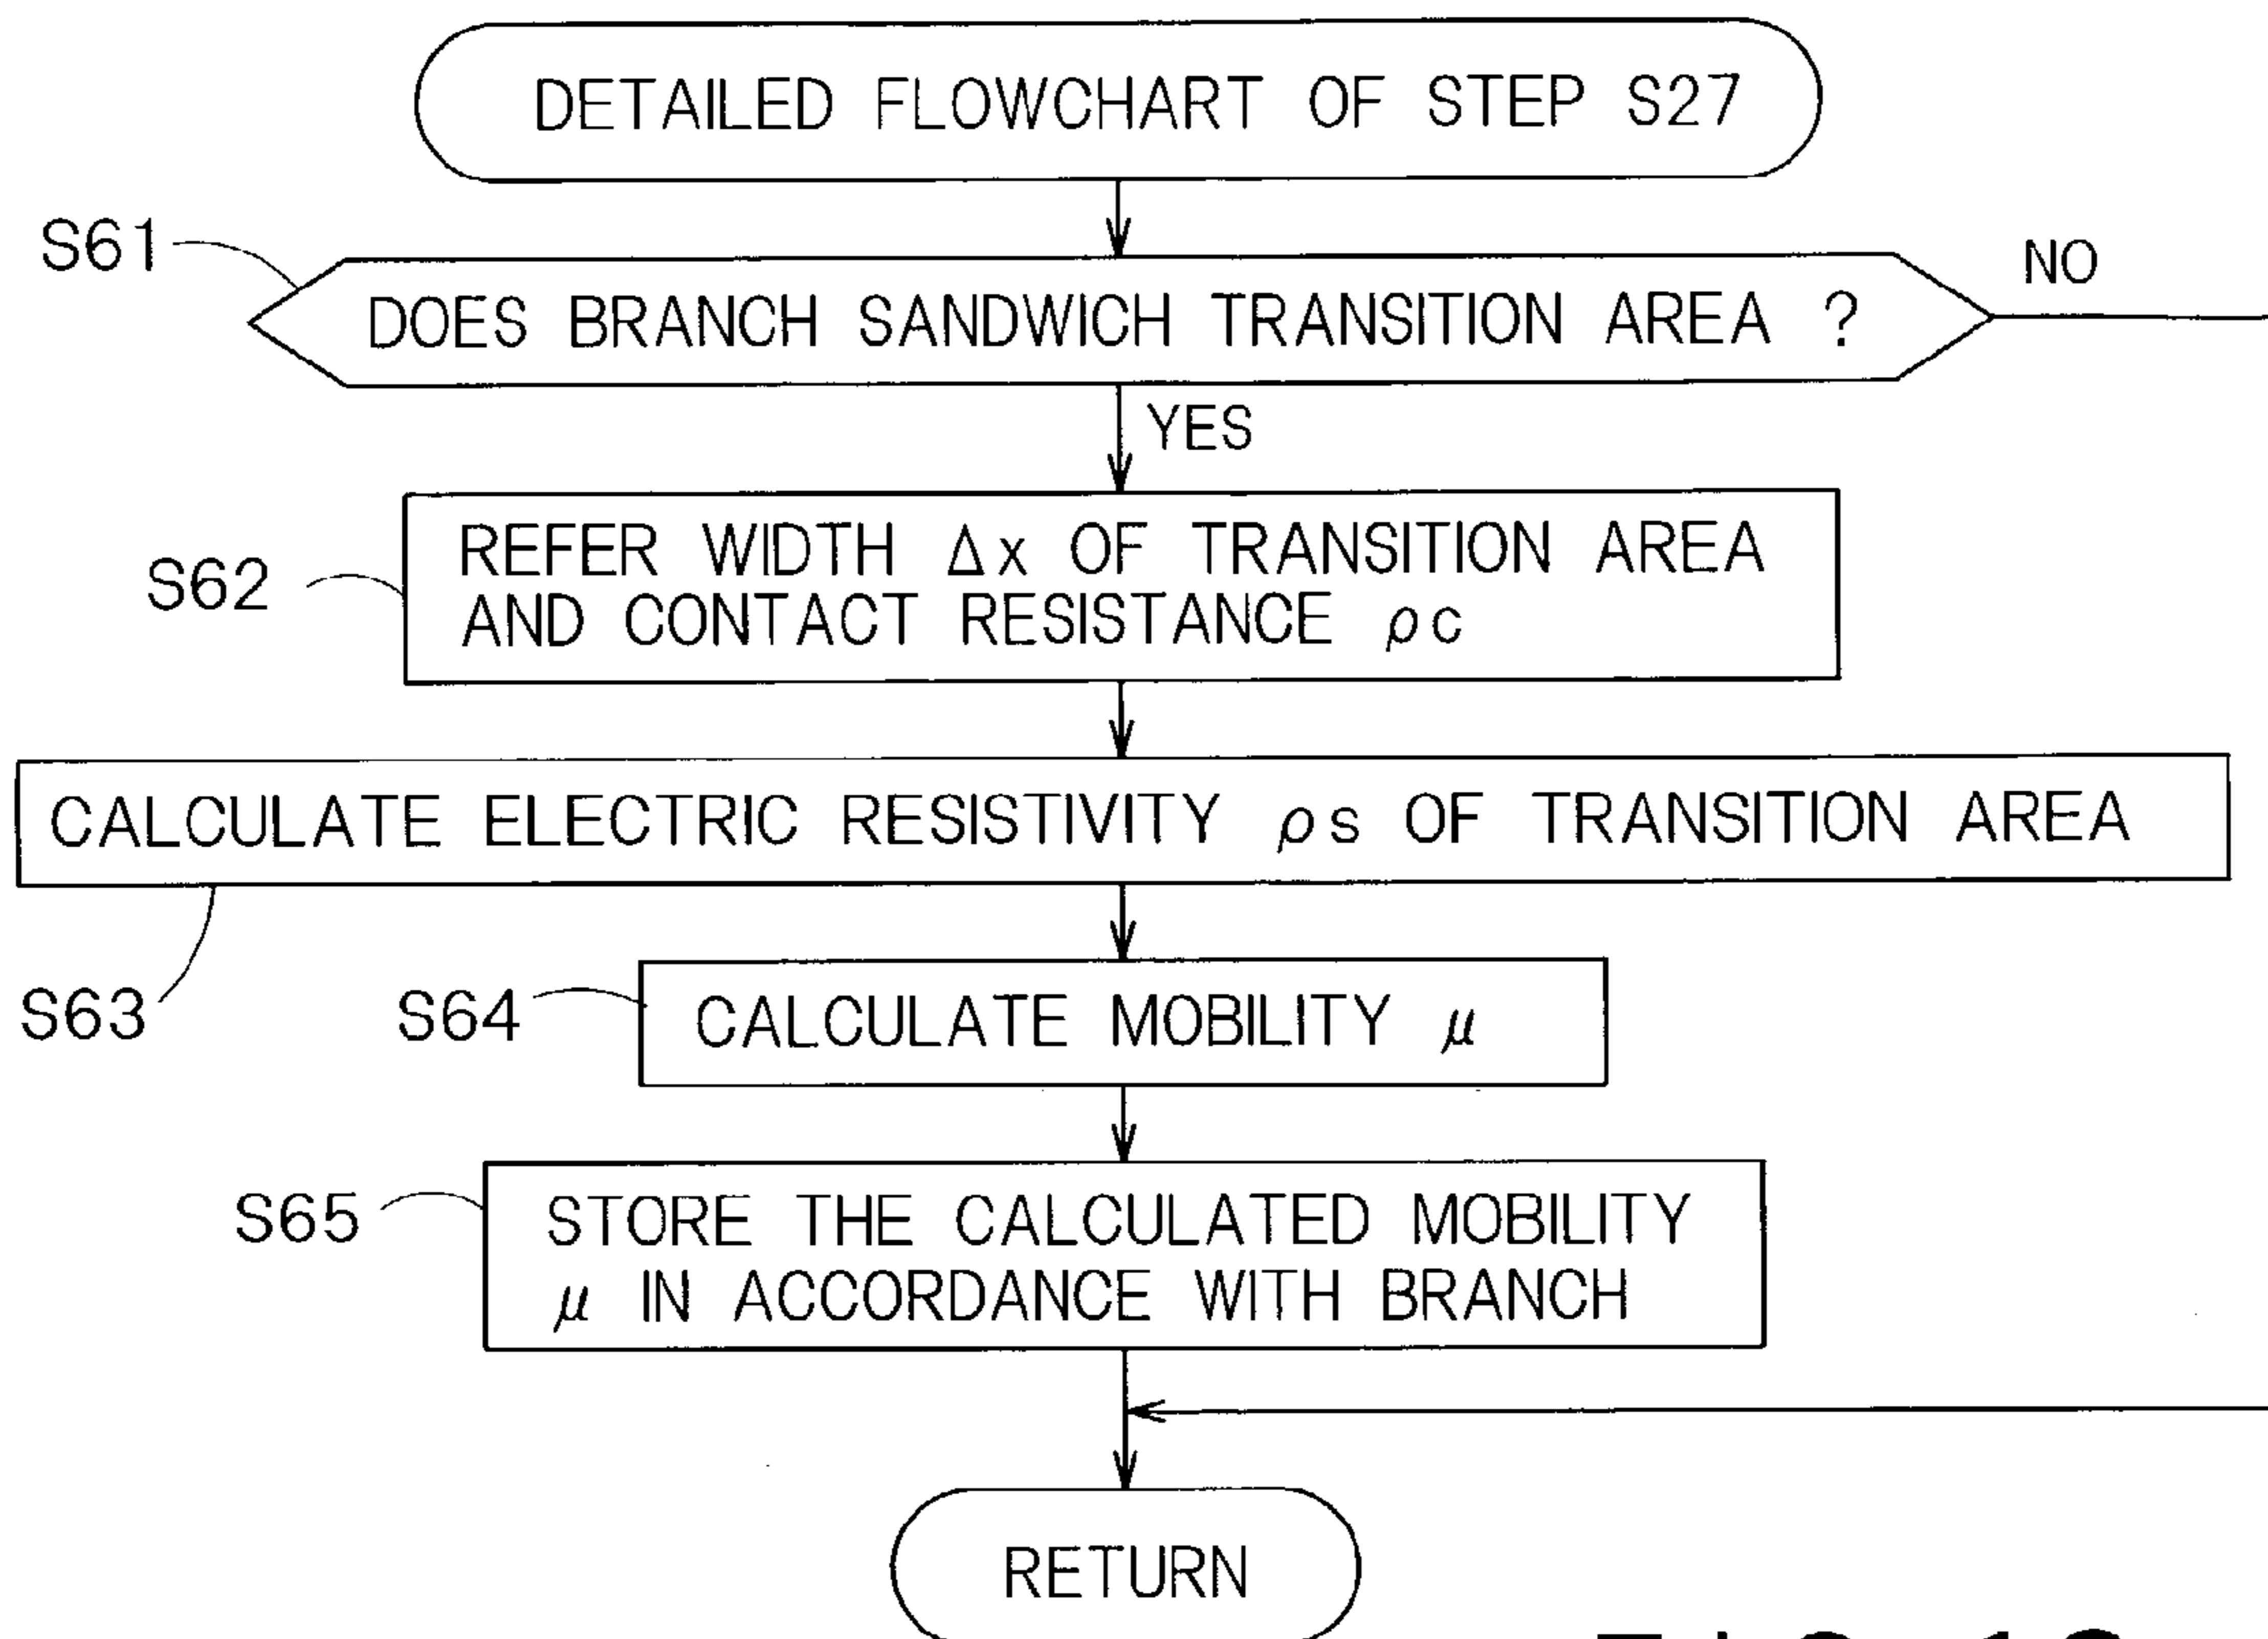 DETAILED FLOWCHART OF STEP S27
S61
DOES BRANCH SANDWICH TRANSITION AREA ?
NO
YES
S62
REFER WIDTH Δx OF TRANSITION AREA
AND CONTACT RESISTANCE ρc
CALCULATE ELECTRIC RESISTIVITY ρs OF TRANSITION AREA
S63
S64
CALCULATE MOBILITY μ
S65
STORE THE CALCULATED MOBILITY
μ IN ACCORDANCE WITH BRANCH
RETURN